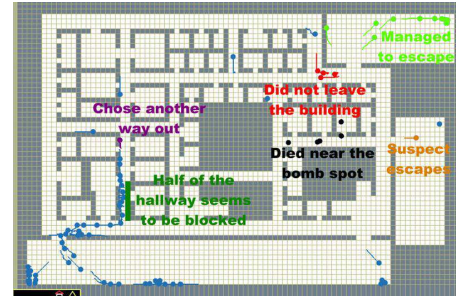 Managed
to escape
Did not leave
the building
Chose another
way out
Died near the
bomb spot
Suspect
escapes
Half of the
hallway seems
to be blocked